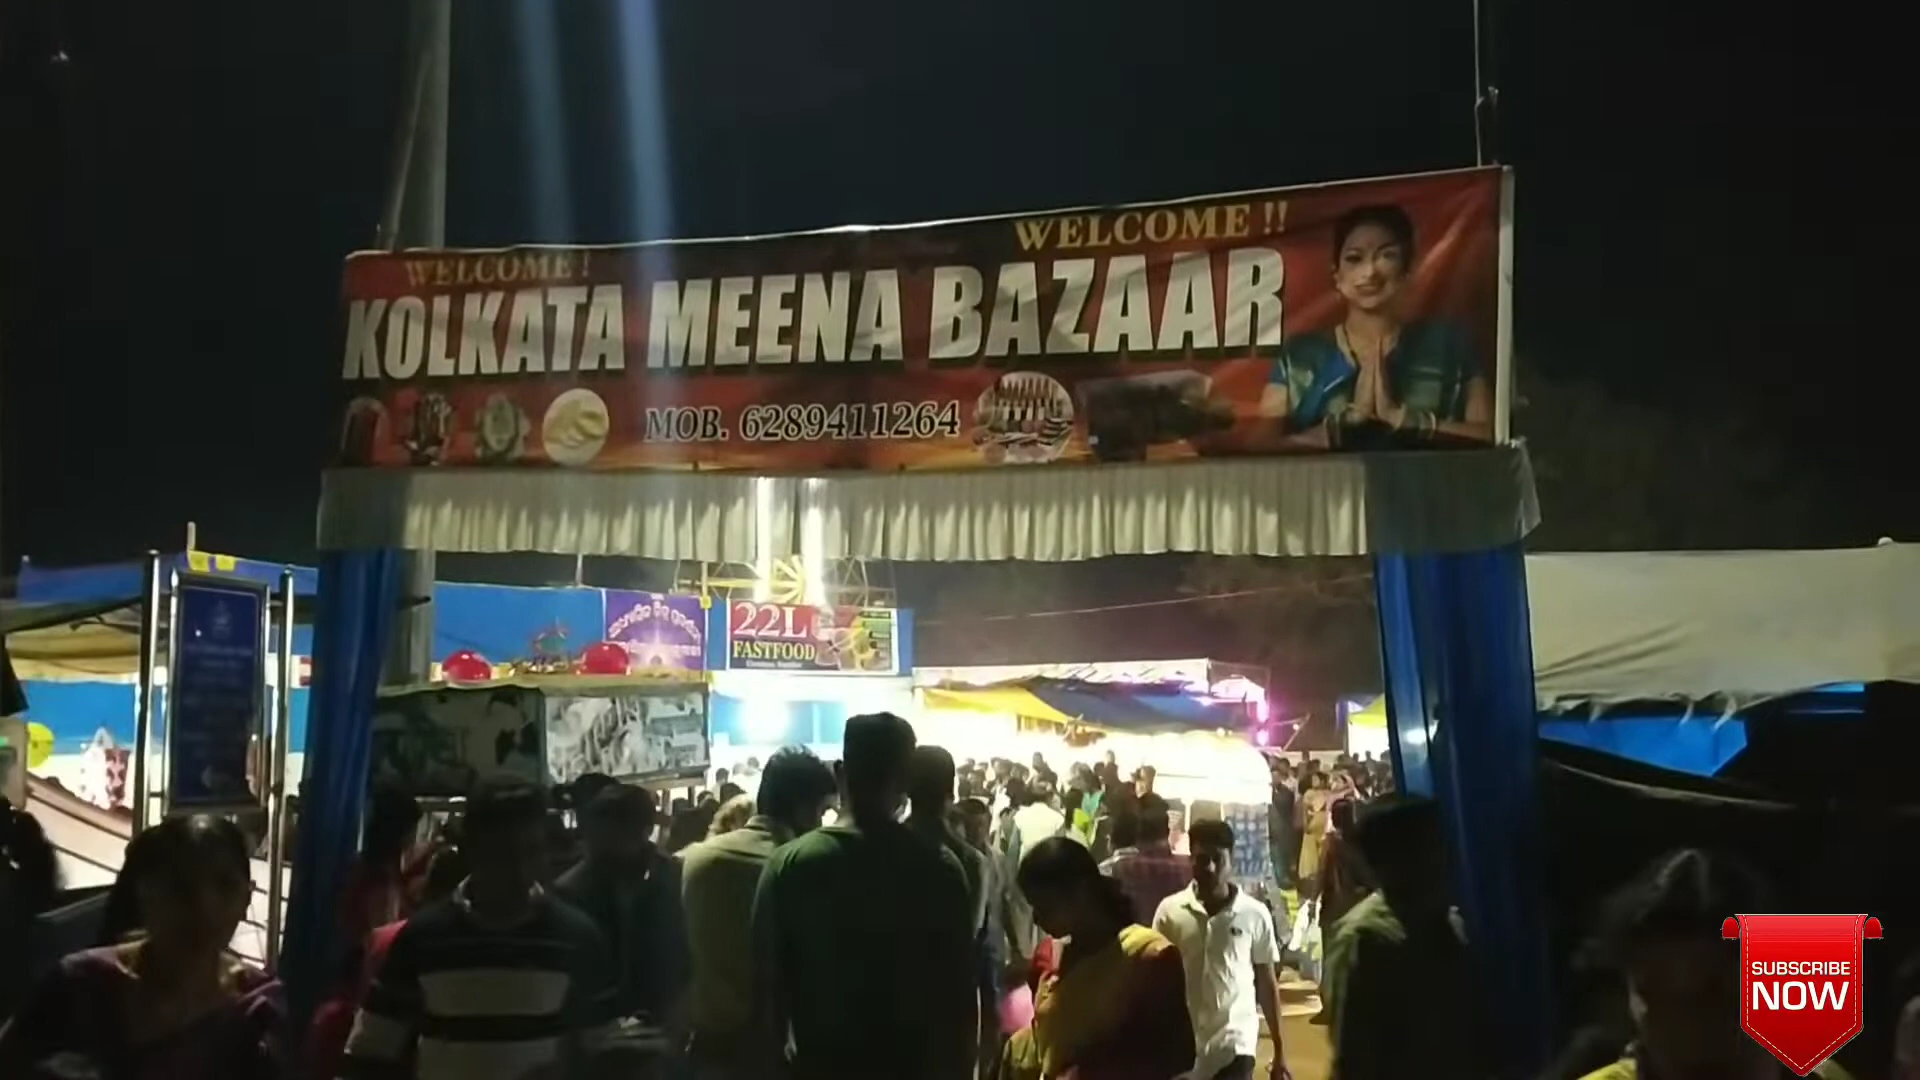 WELCOME !!
WELCOME !
KOLKATA MEENA BAZAAR
MOB. 6289411264
22L
FASTFOOD
SUBSCRIBE
NOW